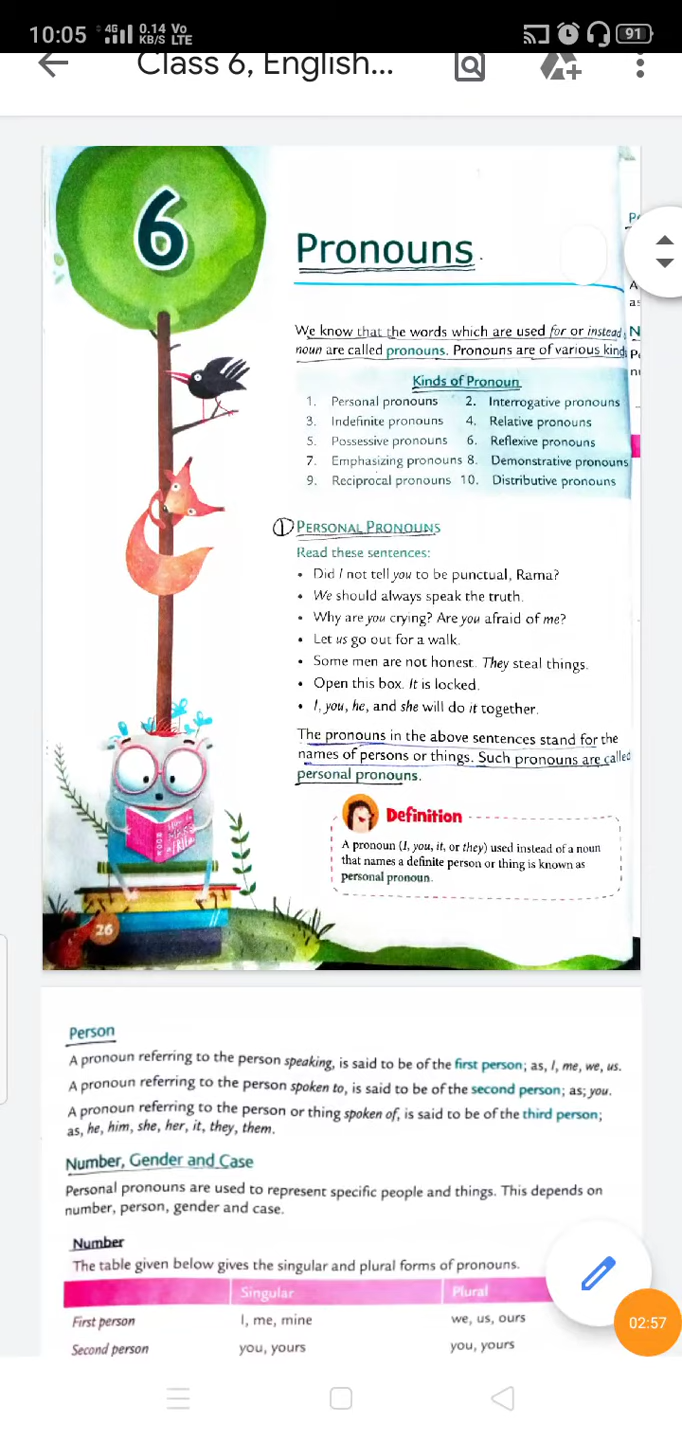 10:05 4G 0.14 KB/S Vo LTE 91
Class 6, English...
6
Pronouns
We know that the words which are used for or instead
noun are called pronouns. Pronouns are of various kind
Kinds of Pronoun
1. Personal pronouns 2. Interrogative pronouns
3. Indefinite pronouns 4. Relative pronouns
5. Possessive pronouns 6. Reflexive pronouns
7. Emphasizing pronouns 8. Demonstrative pronouns
9. Reciprocal pronouns 10. Distributive pronouns
1 PERSONAL PRONOUNS
Read these sentences:
• Did I not tell you to be punctual, Rama?
• We should always speak the truth.
• Why are you crying? Are you afraid of me?
• Let us go out for a walk.
• Some men are not honest. They steal things.
• Open this box. It is locked.
• I, you, he, and she will do it together.
The pronouns in the above sentences stand for the
names of persons or things. Such pronouns are called
personal pronouns.
Definition
A pronoun (I, you, it, or they) used instead of a noun
that names a definite person or thing is known as
personal pronoun.
26
Person
A pronoun referring to the person speaking, is said to be of the first person; as, I, me, we, us.
A pronoun referring to the person spoken to, is said to be of the second person; as; you.
A pronoun referring to the person or thing spoken of, is said to be of the third person;
as, he, him, she, her, it, they, them.
Number, Gender and Case
Personal pronouns are used to represent specific people and things. This depends on
number, person, gender and case.
Number
The table given below gives the singular and plural forms of pronouns.
Singular Plural
First person I, me, mine we, us, ours
Second person you, yours you, yours
02:57